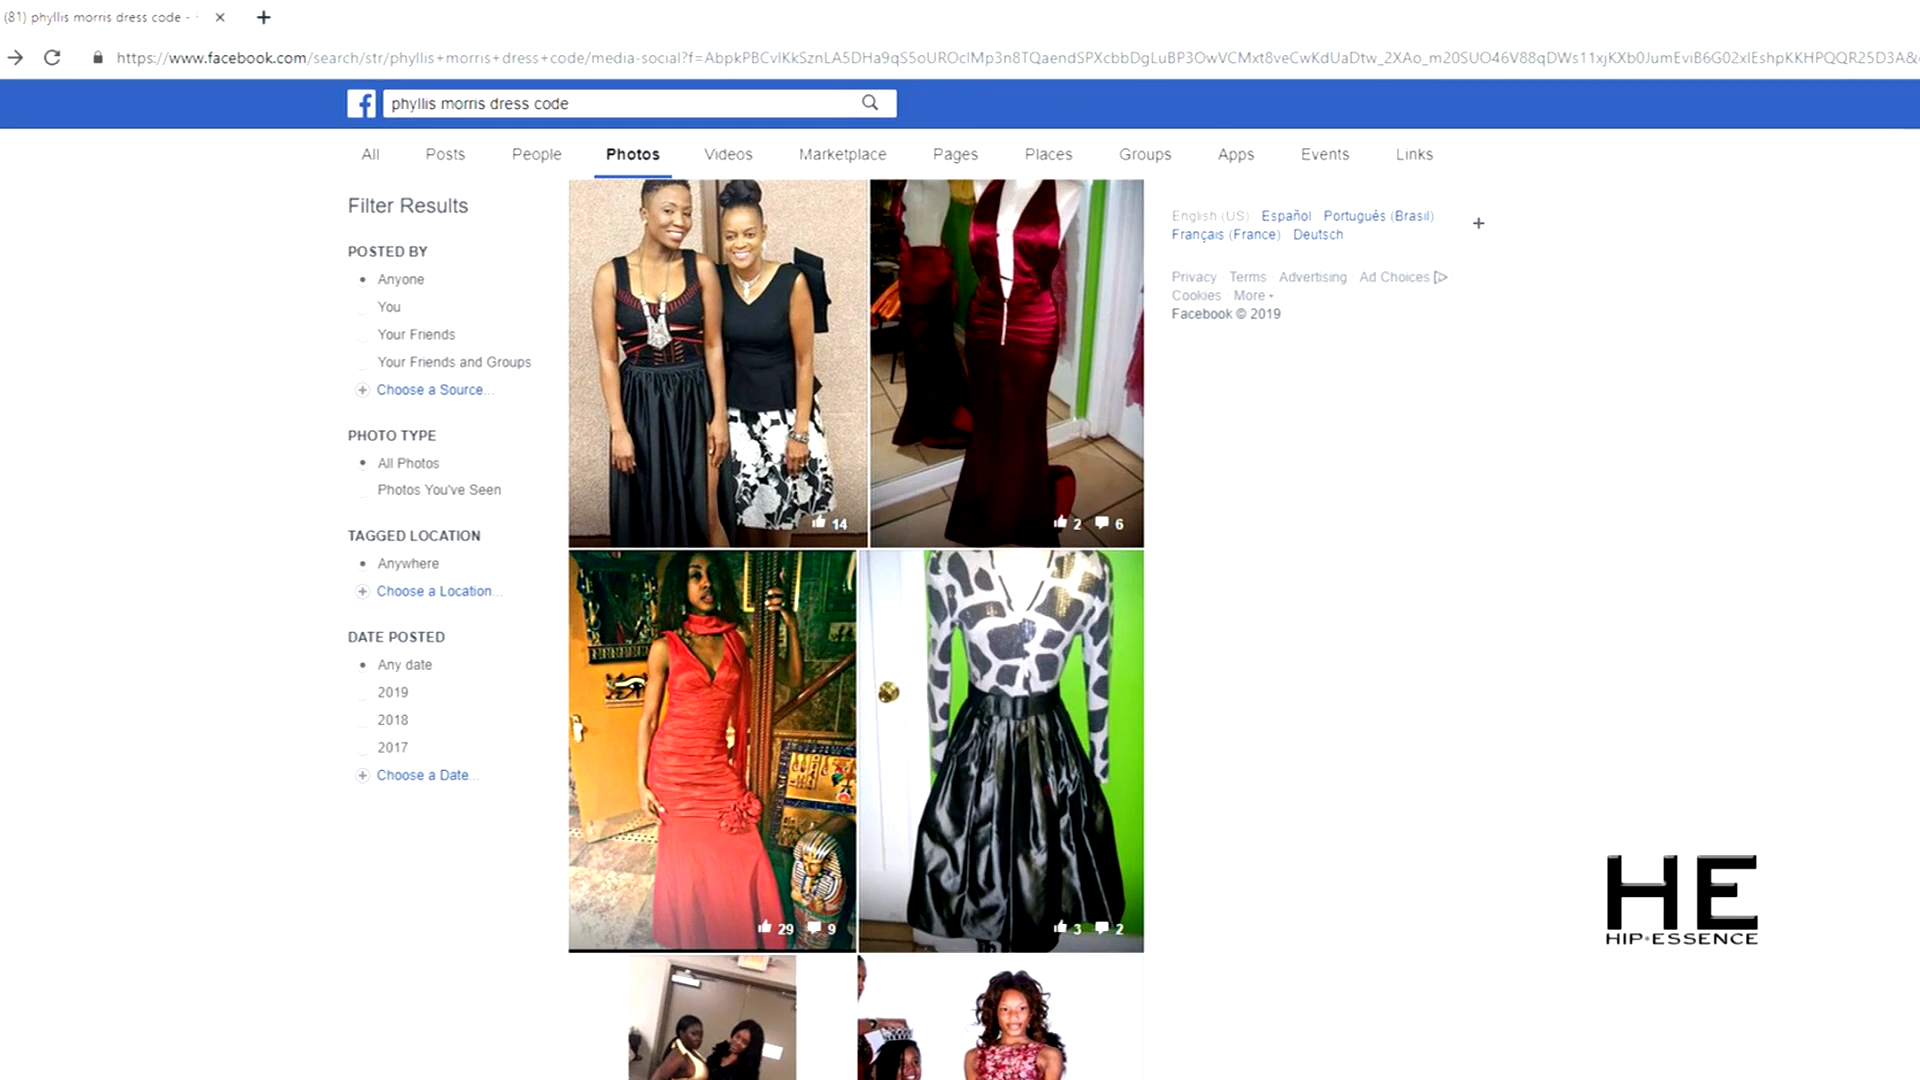 (81) phyllis morris dress code -
https://www.facebook.com/search/str/phyllis+morris+dress+code/media-social?f=
phyllis morris dress code
All Posts People Photos Videos Marketplace Pages Places Groups Apps Events Links
Filter Results
POSTED BY
Anyone
You
Your Friends
Your Friends and Groups
Choose a Source...
PHOTO TYPE
All Photos
Photos You've Seen
TAGGED LOCATION
Anywhere
Choose a Location...
DATE POSTED
Any date
2019
2018
2017
Choose a Date...
14
2 6
29 9
3 2
English (US) Español Português (Brasil)
Français (France) Deutsch
Privacy · Terms · Advertising · Ad Choices
Cookies · More
Facebook © 2019
HE
HIP·ESSENCE